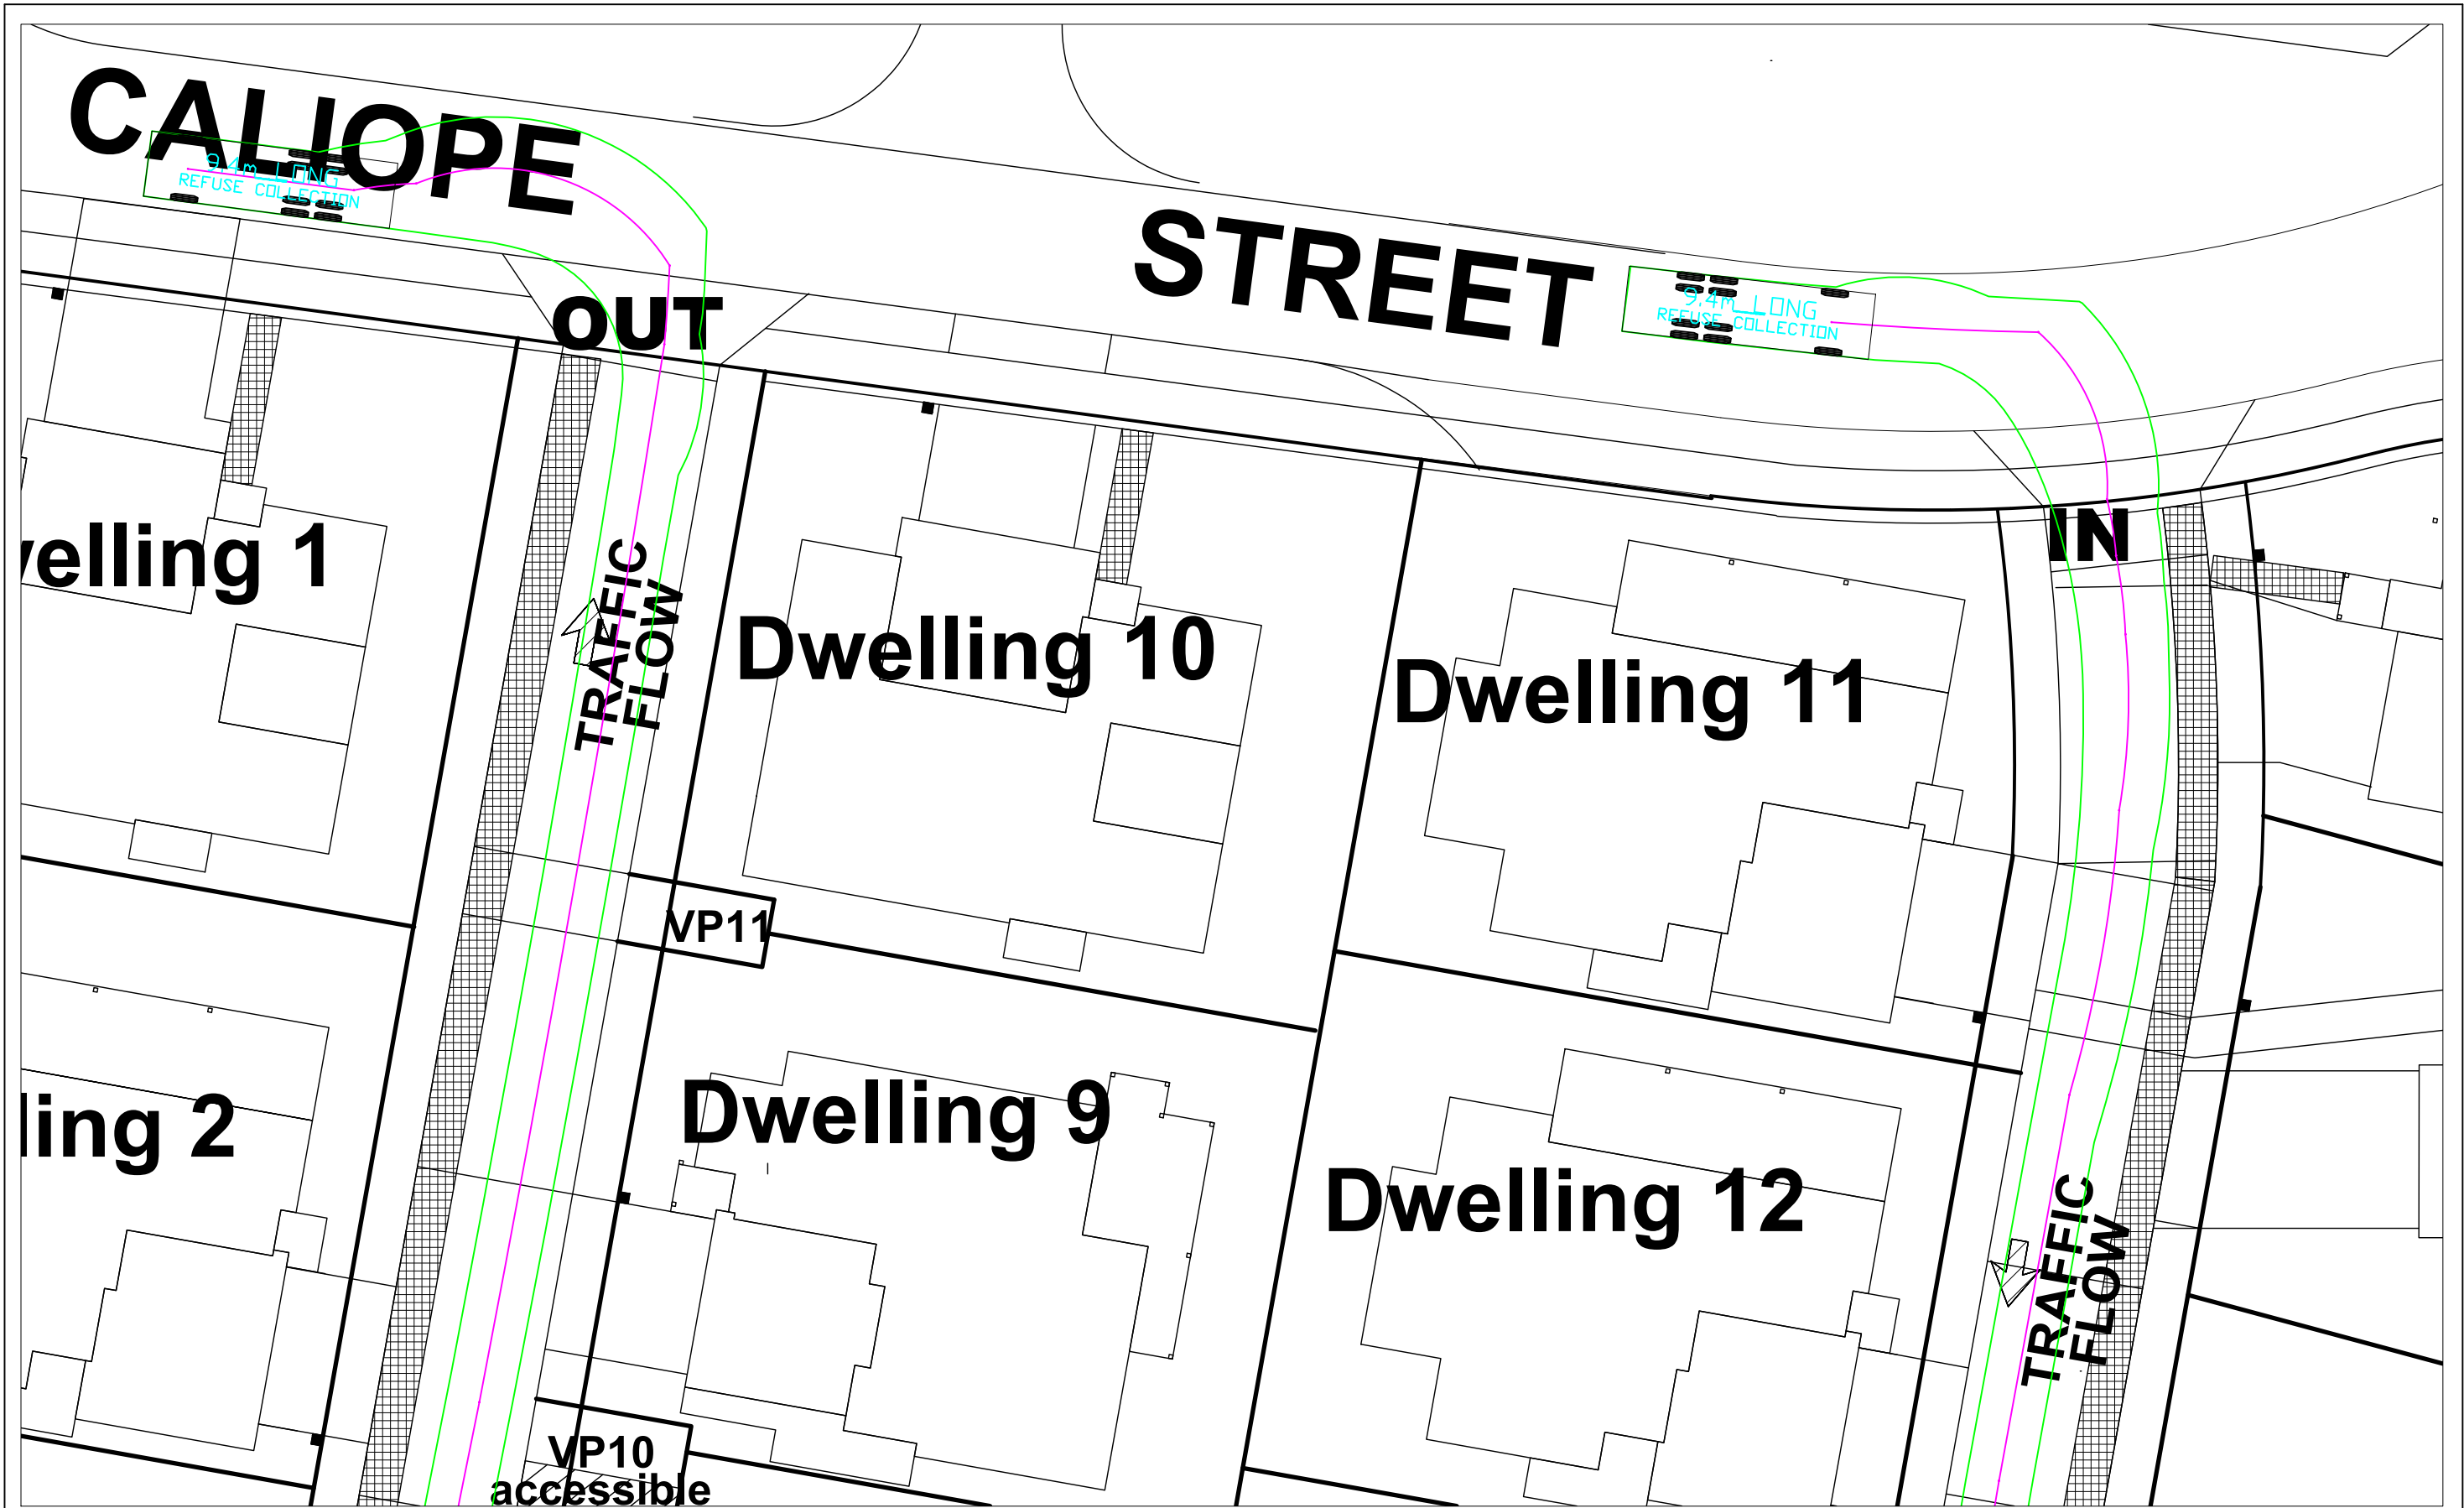 CALIOPE
9.4m LONG
REFUSE COLLECTION
STREET
9.4m LONG
REFUSE COLLECTION
OUT
IN
velling 1
TRAFFIC
FLOW
Dwelling 10
Dwelling 11
VP11
ling 2
Dwelling 9
Dwelling 12
TRAFFIC
FLOW
VP10
accessible